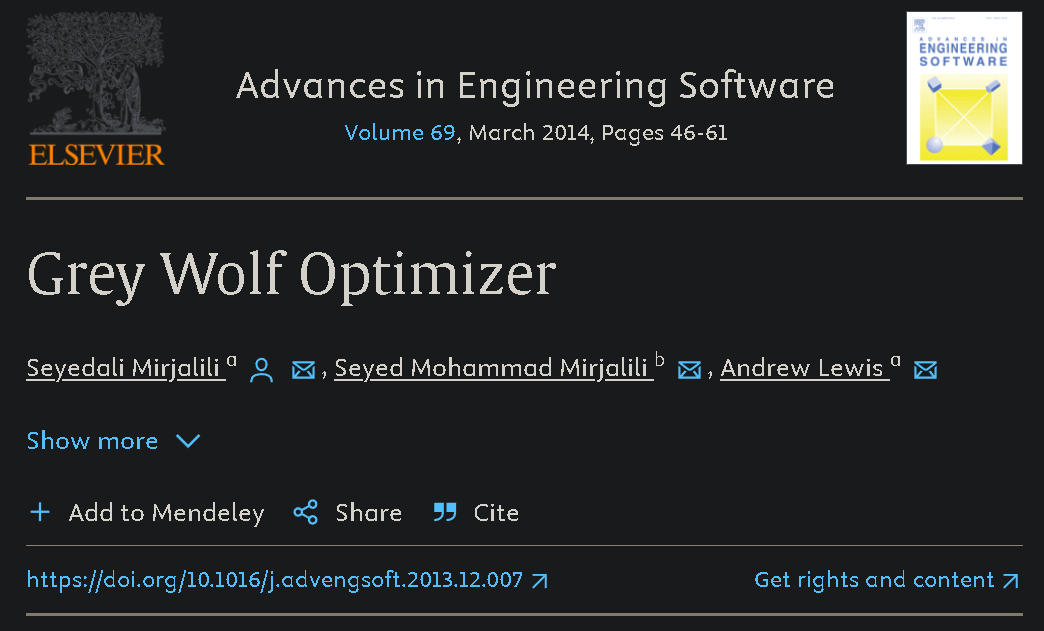 ELSEVIER
Advances in Engineering Software
Volume 69, March 2014, Pages 46-61
ADVANCES IN
ENGINEERING
SOFTWARE
Grey Wolf Optimizer
Seyedali Mirjalili a , Seyed Mohammad Mirjalili b , Andrew Lewis a
Show more
Add to Mendeley Share Cite
https://doi.org/10.1016/j.advengsoft.2013.12.007 Get rights and content